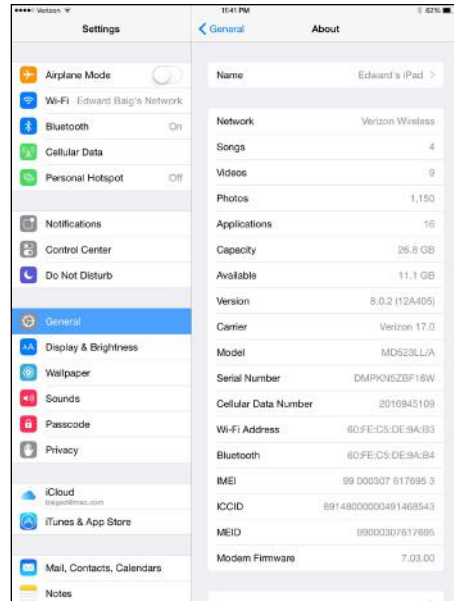 Verizon
11:41 PM
62%
Settings
General
About
Airplane Mode
Wi-Fi Edward Baig's Network
Bluetooth On
Cellular Data
Personal Hotspot Off
Notifications
Control Center
Do Not Disturb
General
Display & Brightness
Wallpaper
Sounds
Passcode
Privacy
iCloud
iTunes & App Store
Mail, Contacts, Calendars
Notes
Name Edward's iPad
Network Verizon Wireless
Songs 4
Videos 9
Photos 1,150
Applications 16
Capacity 26.8 GB
Available 11.1 GB
Version 8.0.2 (12A405)
Carrier Verizon 17.0
Model MD523LL/A
Serial Number DMPKN5ZBF18W
Cellular Data Number 2016945109
Wi-Fi Address 60:FE:C5:DE:9A:B3
Bluetooth 60:FE:C5:DE:9A:B4
IMEI 99 000307 617695 3
ICCID 89148000000491468543
MEID 99000307617695
Modem Firmware 7.03.00